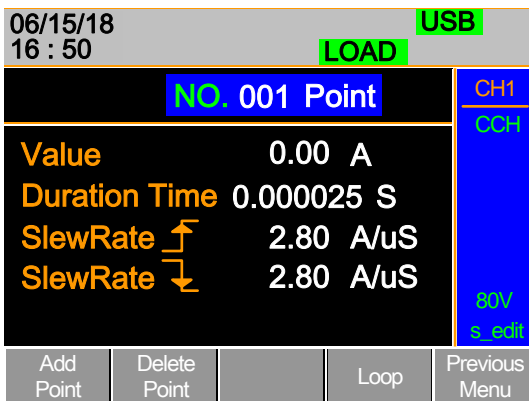 06/15/18 USB
16 : 50 LOAD
NO. 001 Point
CH1
CCH
Value 0.00 A
Duration Time 0.000025 S
SlewRate 2.80 A/uS
SlewRate 2.80 A/uS
80V
s_edit
Add Point
Delete Point
Loop
Previous Menu